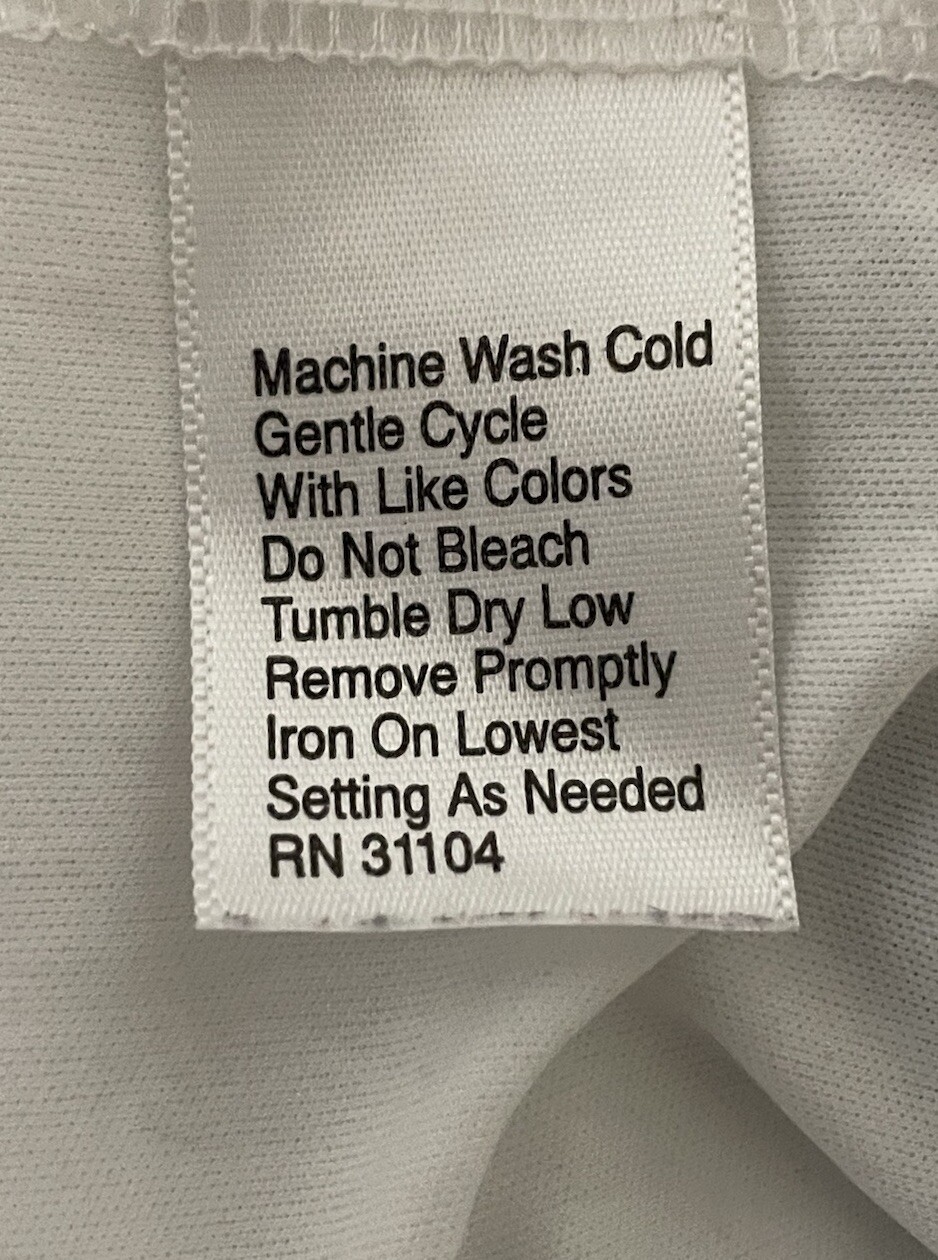 Machine Wash Cold
Gentle Cycle
With Like Colors
Do Not Bleach
Tumble Dry Low
Remove Promptly
Iron On Lowest
Setting As Needed
RN 31104